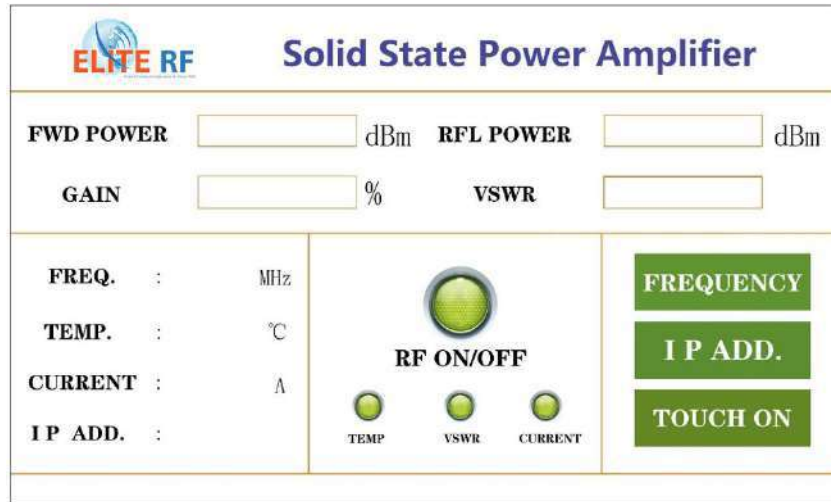 ELITE RF
Solid State Power Amplifier
FWD POWER dBm RFL POWER dBm
GAIN % VSWR
FREQ. : MHz
TEMP. : ℃
CURRENT : A
I P ADD. :
RF ON/OFF
TEMP VSWR CURRENT
FREQUENCY
I P ADD.
TOUCH ON